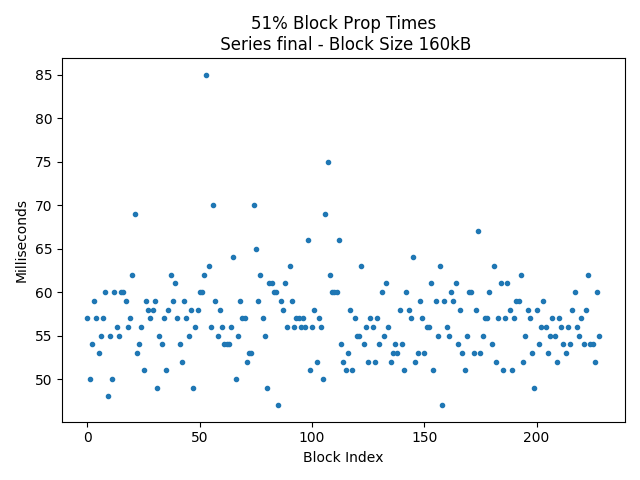 51% Block Prop Times
Series final - Block Size 160kB
85
80
75
70
65
60
55
50
Milliseconds
0 50 100 150 200
Block Index